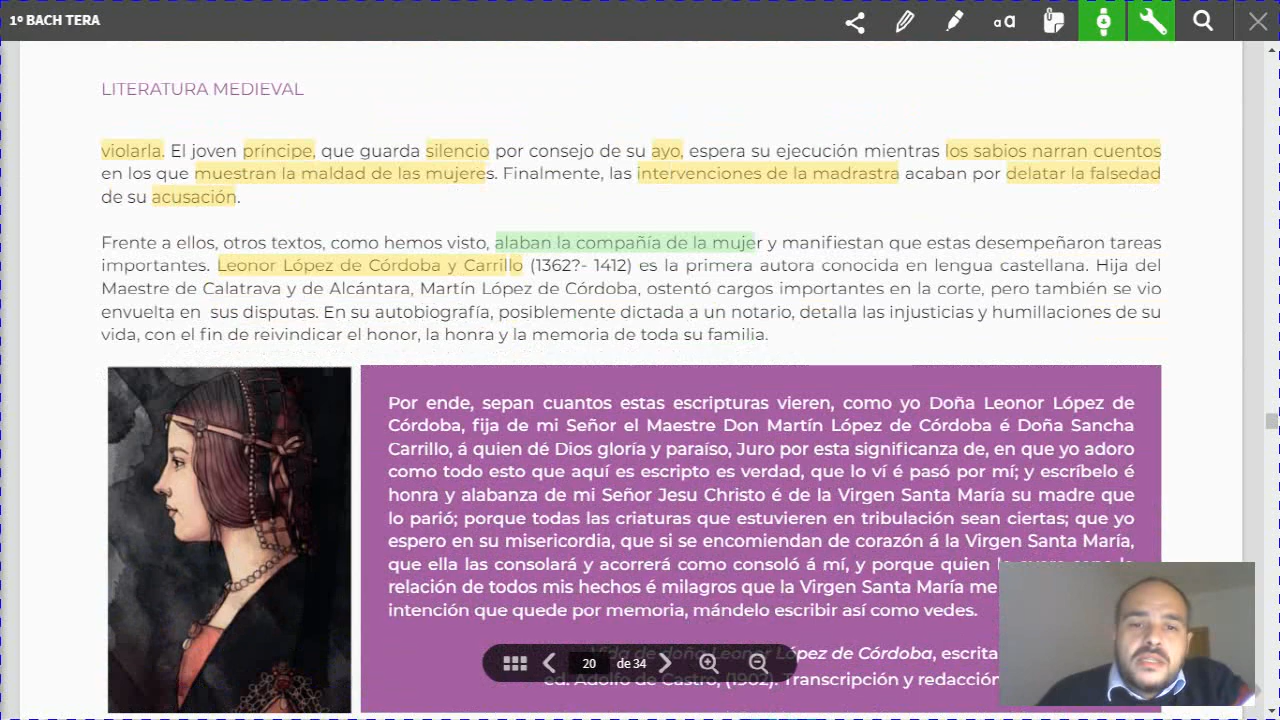 1º BACH TERA
aA
LITERATURA MEDIEVAL
violarla. El joven príncipe, que guarda silencio por consejo de su ayo, espera su ejecución mientras los sabios narran cuentos
en los que muestran la maldad de las mujeres. Finalmente, las intervenciones de la madrastra acaban por delatar la falsedad
de su acusación.
Frente a ellos, otros textos, como hemos visto, alaban la compañía de la mujer y manifiestan que estas desempeñaron tareas
importantes. Leonor López de Córdoba y Carrillo (1362?- 1412) es la primera autora conocida en lengua castellana. Hija del
Maestre de Calatrava y de Alcántara, Martín López de Córdoba, ostentó cargos importantes en la corte, pero también se vio
envuelta en sus disputas. En su autobiografía, posiblemente dictada a un notario, detalla las injusticias y humillaciones de su
vida, con el fin de reivindicar el honor, la honra y la memoria de toda su familia.
Por ende, sepan cuantos estas escripturas vieren, como yo Doña Leonor López de
Córdoba, fija de mi Señor el Maestre Don Martín López de Córdoba é Doña Sancha
Carrillo, á quien dé Dios gloría y paraíso, Juro por esta significanza de, en que yo adoro
como todo esto que aquí es escripto es verdad, que lo ví é pasó por mí; y escríbelo é
honra y alabanza de mi Señor Jesu Christo é de la Virgen Santa María su madre que
lo parió; porque todas las criaturas que estuvieren en tribulación sean ciertas; que yo
espero en su misericordia, que si se encomiendan de corazón á la Virgen Santa María,
que ella las consolará y acorrerá como consoló á mí, y porque quien
relación de todos mis hechos é milagros que la Virgen Santa María me
intención que quede por memoria, mándelo escribir así como vedes.
Vida de doña Leonor López de Córdoba, escrita
ed. Adolfo de Castro, (1902). Transcripción y redacción
20 de 34